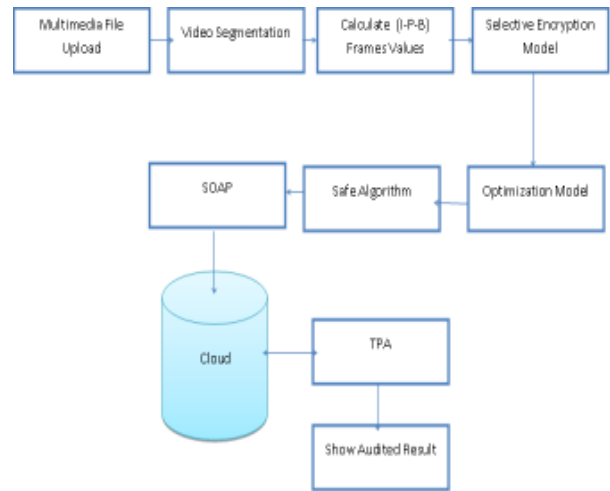 Multimedia File
Upload
Video Segmentation
Calculate (I-P-B)
Frames Values
Selective Encryption
Model
SOAP
Safe Algorithm
Optimization Model
Cloud
TPA
Show Audited Result